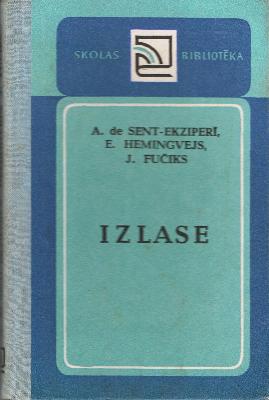 SKOLAS BIBLIOTĒKA
A. de SENT-EKZIPERĪ,
E. HEMINGVEJS,
J. FUČIKS
IZLASE